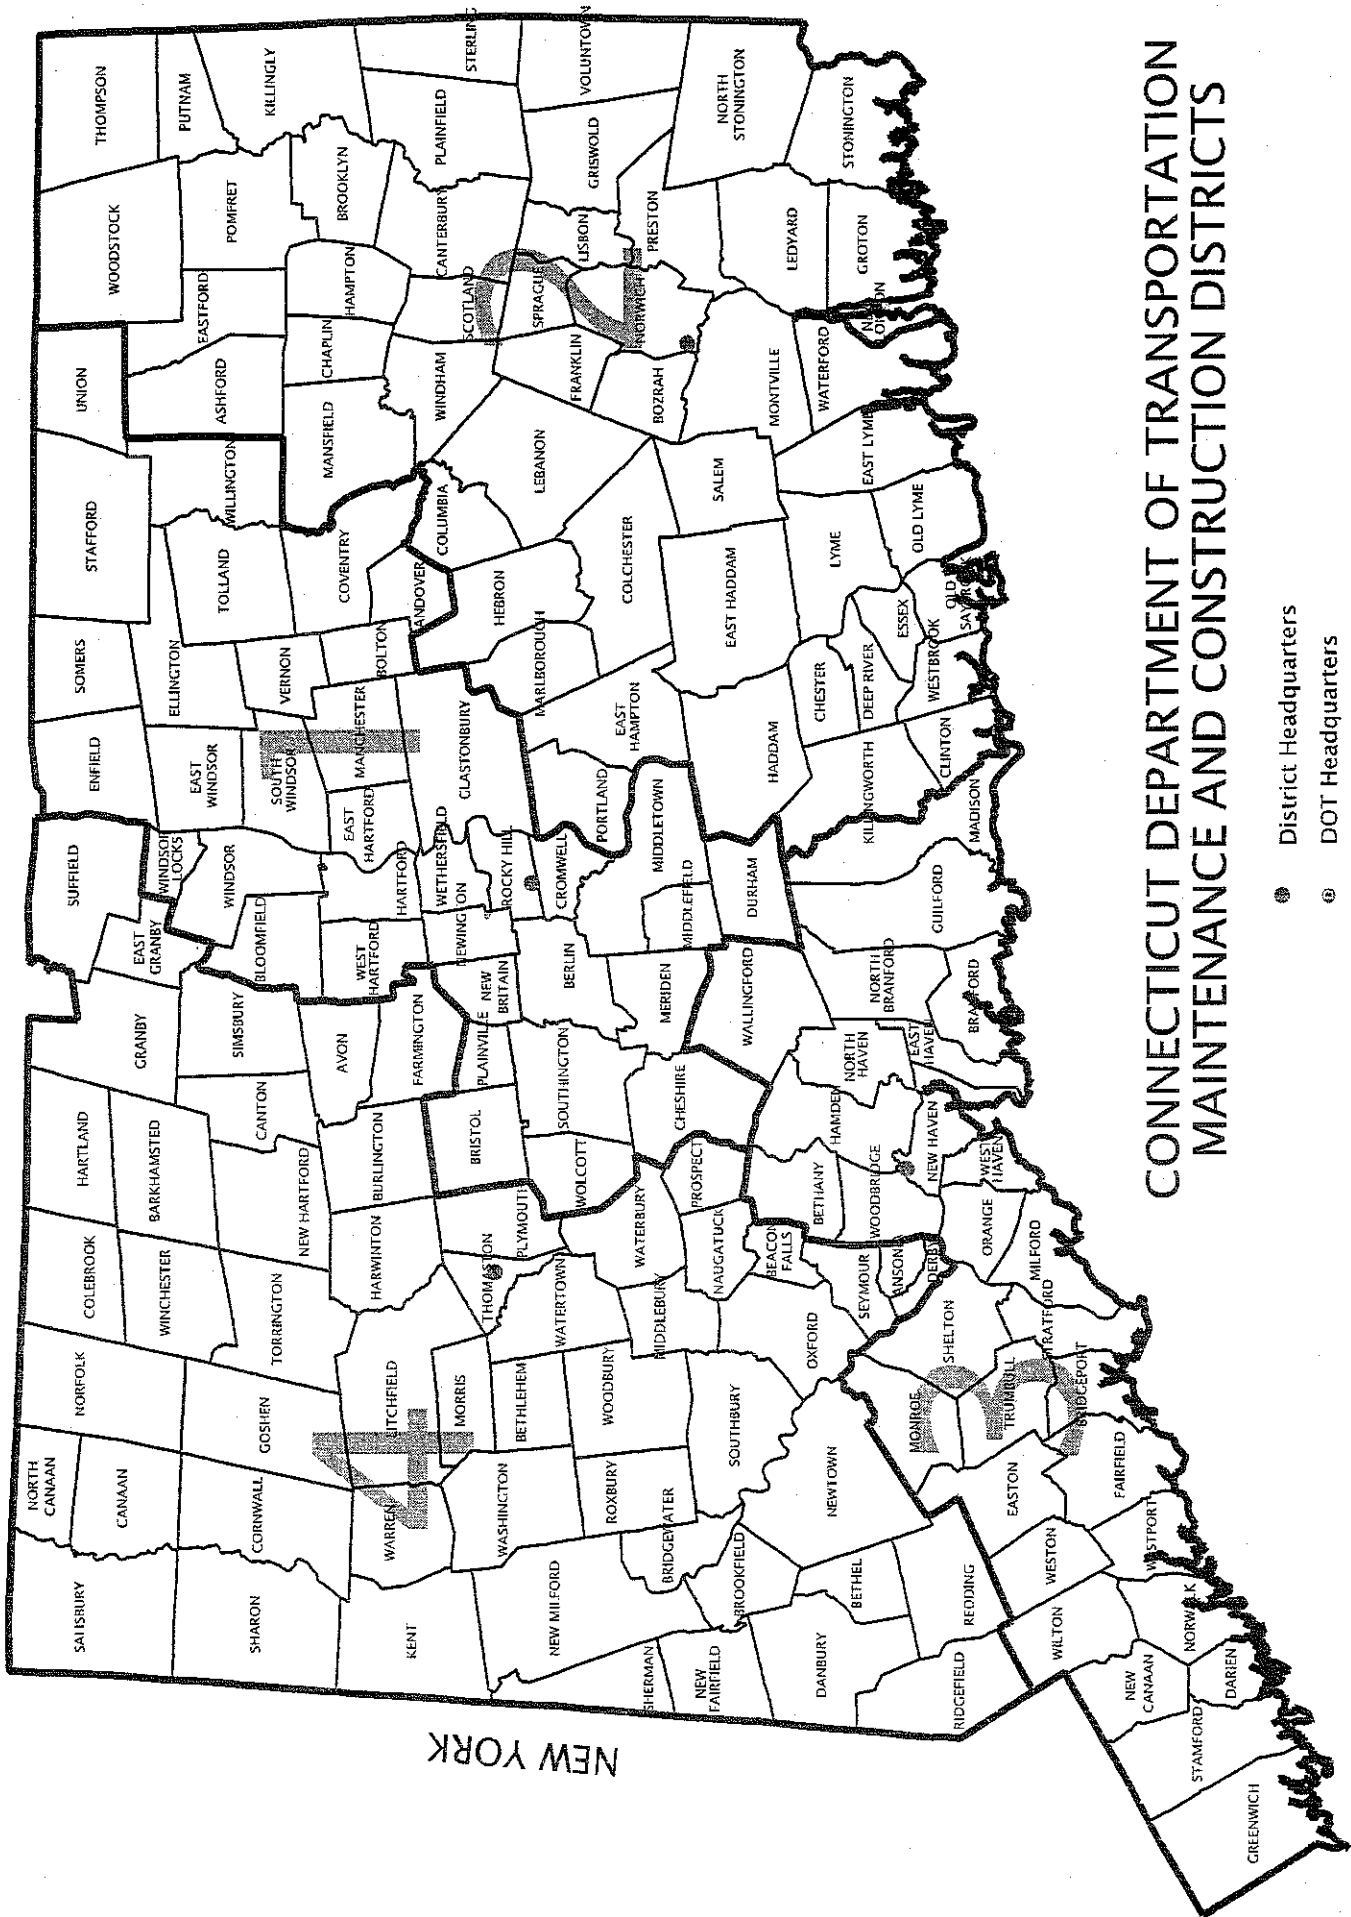 NEW YORK
SALISBURY
NORTH
CANAAN
CANAAN
NORFOLK
COLEBROOK
HARTLAND
BARKHAMSTED
WINCHESTER
GRANBY
SUFFIELD
EAST
GRANBY
WINDSOR
LOCKS
ENFIELD
SOMERS
STAFFORD
UNION
WOODSTOCK
THOMPSON
PUTNAM
SHARON
CORNWALL
GOSHEN
TORRINGTON
NEW HARTFORD
CANTON
SIMSBURY
BLOOMFIELD
WINDSOR
EAST
WINDSOR
SOUTH
WINDSOR
1
ELLINGTON
VERNON
TOLLAND
WILLINGTON
ASHFORD
EASTFORD
POMFRET
KILLINGLY
KENT
WARREN
4
LITCHFIELD
HARWINTON
BURLINGTON
AVON
FARMINGTON
WEST
HARTFORD
HARTFORD
EAST
HARTFORD
MANCHESTER
BOLTON
COVENTRY
ANDOVER
MANSFIELD
CHAPLIN
HAMPTON
BROOKLYN
STERLING
NEW MILFORD
WASHINGTON
MORRIS
BETHLEHEM
THOMASTON
WATERTOWN
PLYMOUTH
BRISTOL
PLAINVILLE
NEW
BRITAIN
NEWINGTON
WETHERSFIELD
ROCKY HILL
GLASTONBURY
HEBRON
COLUMBIA
WINDHAM
SCOTLAND
CANTERBURY
PLAINFIELD
SHERMAN
NEW
FAIRFIELD
BRIDGEWATER
ROXBURY
WOODBURY
MIDDLEBURY
WATERBURY
WOLCOTT
SOUTHINGTON
BERLIN
CROMWELL
PORTLAND
MARLBOROUGH
EAST
HAMPTON
COLCHESTER
LEBANON
FRANKLIN
SPRAGUE
2
LISBON
GRISWOLD
VOLUNTOWN
BROOKFIELD
SOUTHBURY
NAUGATUCK
PROSPECT
CHESHIRE
MERIDEN
MIDDLEFIELD
MIDDLETOWN
BOZRAH
NORWICH
PRESTON
DANBURY
BETHEL
NEWTOWN
OXFORD
BEACON
FALLS
BETHANY
WALLINGFORD
DURHAM
HADDAM
EAST HADDAM
SALEM
MONTVILLE
LEDYARD
NORTH
STONINGTON
RIDGEFIELD
REDDING
MONROE
SEYMOUR
ANSONIA
DERBY
WOODBRIDGE
HAMDEN
NORTH
HAVEN
NORTH
BRANFORD
KILLINGWORTH
CHESTER
DEEP RIVER
ESSEX
LYME
EAST LYME
WATERFORD
NEW
LONDON
GROTON
STONINGTON
WILTON
WESTON
EASTON
TRUMBULL
3
SHELTON
ORANGE
WEST
HAVEN
NEW HAVEN
EAST
HAVEN
BRANFORD
GUILFORD
MADISON
CLINTON
WESTBROOK
OLD
SAYBROOK
OLD LYME
NEW
CANAAN
NORWALK
WESTPORT
FAIRFIELD
BRIDGEPORT
STRATFORD
MILFORD
GREENWICH
STAMFORD
DARIEN
CONNECTICUT DEPARTMENT OF TRANSPORTATION
MAINTENANCE AND CONSTRUCTION DISTRICTS
District Headquarters
DOT Headquarters